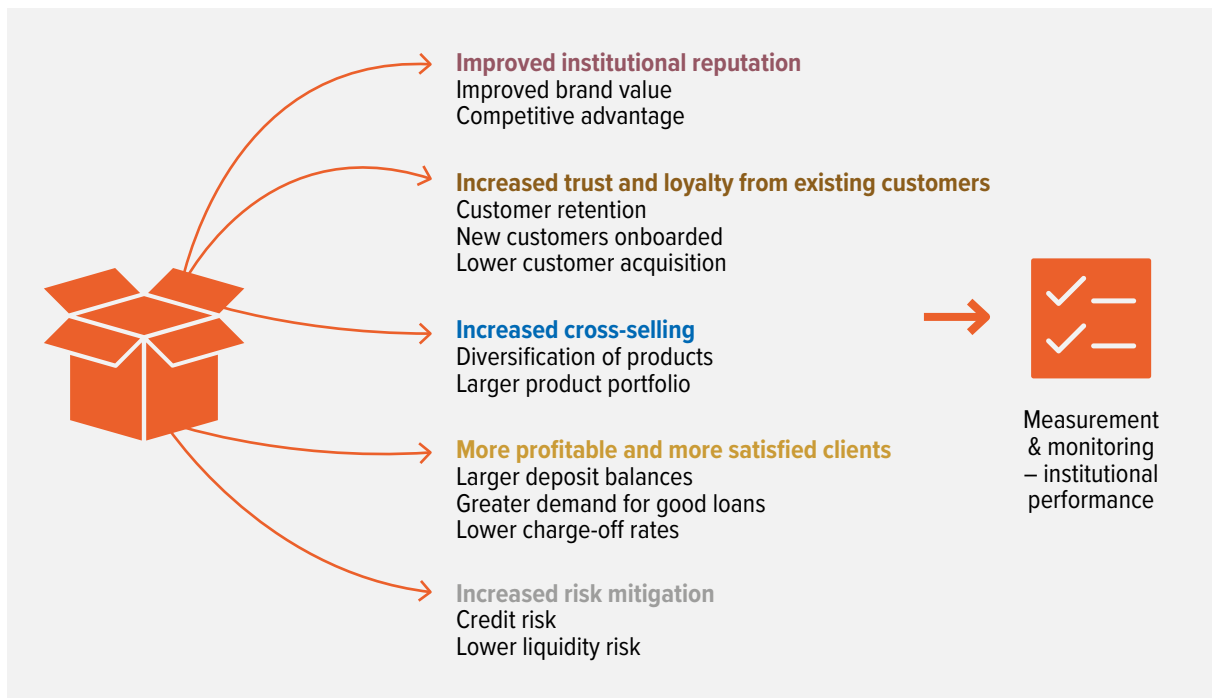 Improved institutional reputation
Improved brand value
Competitive advantage
Increased trust and loyalty from existing customers
Customer retention
New customers onboarded
Lower customer acquisition
Increased cross-selling
Diversification of products
Larger product portfolio
More profitable and more satisfied clients
Larger deposit balances
Greater demand for good loans
Lower charge-off rates
Increased risk mitigation
Credit risk
Lower liquidity risk
Measurement
& monitoring
– institutional
performance